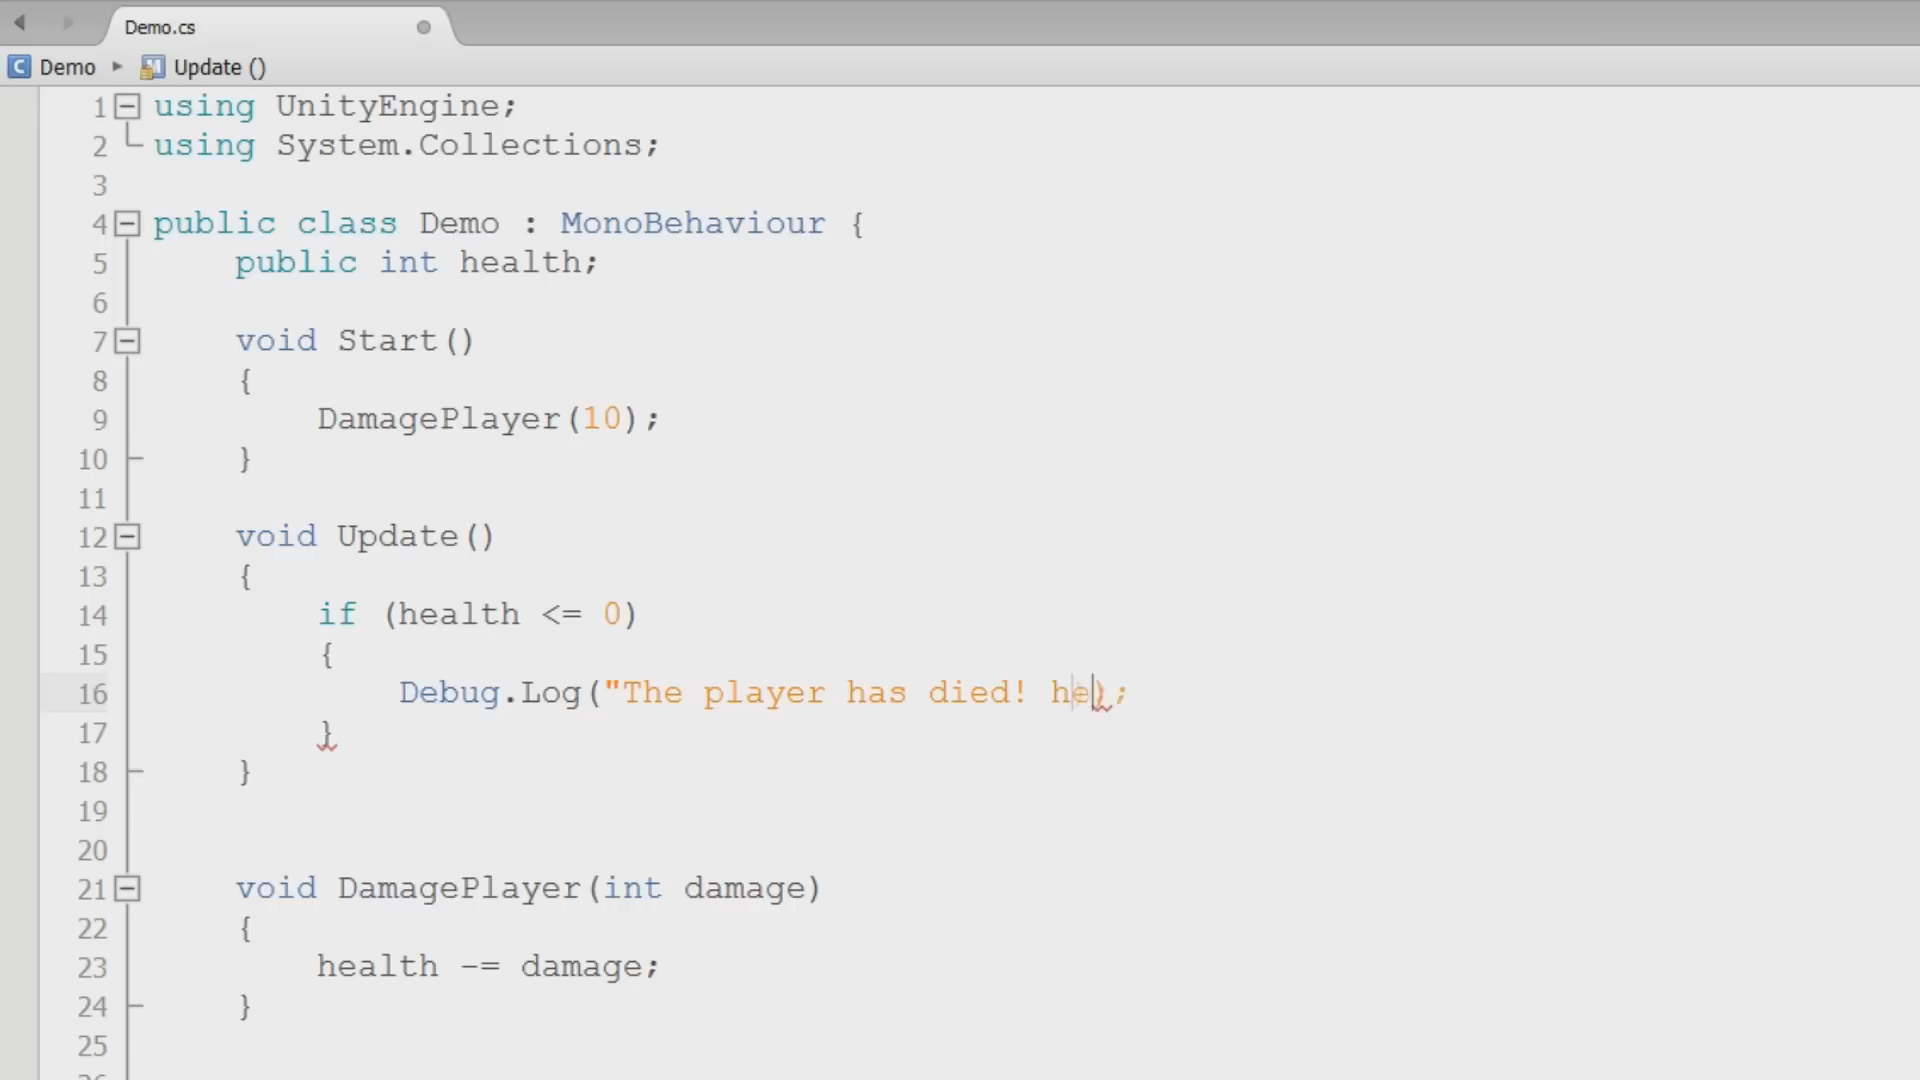 Demo.cs
Demo ▸ Update ()
1 using UnityEngine;
2 using System.Collections;
3
4 public class Demo : MonoBehaviour {
5 public int health;
6
7 void Start()
8 {
9 DamagePlayer(10);
10 }
11
12 void Update()
13 {
14 if (health <= 0)
15 {
16 Debug.Log("The player has died! he);
17 }
18 }
19
20
21 void DamagePlayer(int damage)
22 {
23 health -= damage;
24 }
25